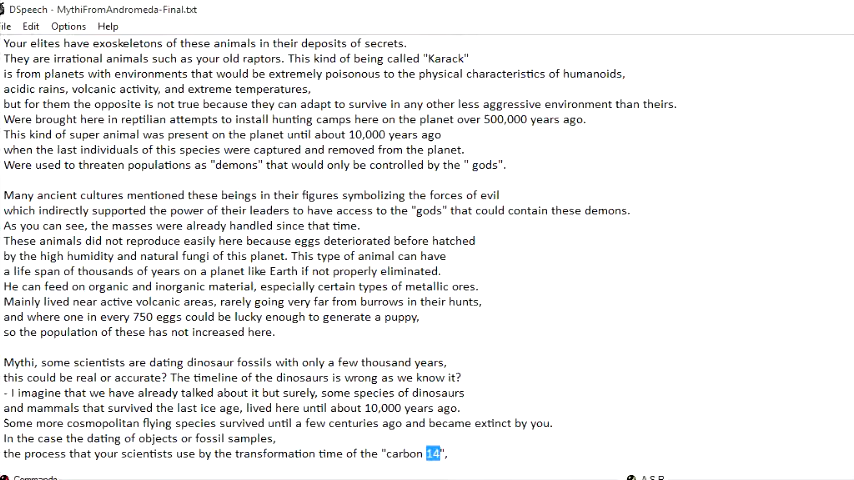 DSpeech - MythiFromAndromeda-Final.txt
ile Edit Options Help
Your elites have exoskeletons of these animals in their deposits of secrets.
They are irrational animals such as your old raptors. This kind of being called "Karack"
is from planets with environments that would be extremely poisonous to the physical characteristics of humanoids,
acidic rains, volcanic activity, and extreme temperatures,
but for them the opposite is not true because they can adapt to survive in any other less aggressive environment than theirs.
Were brought here in reptilian attempts to install hunting camps here on the planet over 500,000 years ago.
This kind of super animal was present on the planet until about 10,000 years ago
when the last individuals of this species were captured and removed from the planet.
Were used to threaten populations as "demons" that would only be controlled by the " gods".
Many ancient cultures mentioned these beings in their figures symbolizing the forces of evil
which indirectly supported the power of their leaders to have access to the "gods" that could contain these demons.
As you can see, the masses were already handled since that time.
These animals did not reproduce easily here because eggs deteriorated before hatched
by the high humidity and natural fungi of this planet. This type of animal can have
a life span of thousands of years on a planet like Earth if not properly eliminated.
He can feed on organic and inorganic material, especially certain types of metallic ores.
Mainly lived near active volcanic areas, rarely going very far from burrows in their hunts,
and where one in every 750 eggs could be lucky enough to generate a puppy,
so the population of these has not increased here.
Mythi, some scientists are dating dinosaur fossils with only a few thousand years,
this could be real or accurate? The timeline of the dinosaurs is wrong as we know it?
- I imagine that we have already talked about it but surely, some species of dinosaurs
and mammals that survived the last ice age, lived here until about 10,000 years ago.
Some more cosmopolitan flying species survived until a few centuries ago and became extinct by you.
In the case the dating of objects or fossil samples,
the process that your scientists use by the transformation time of the "carbon 14",